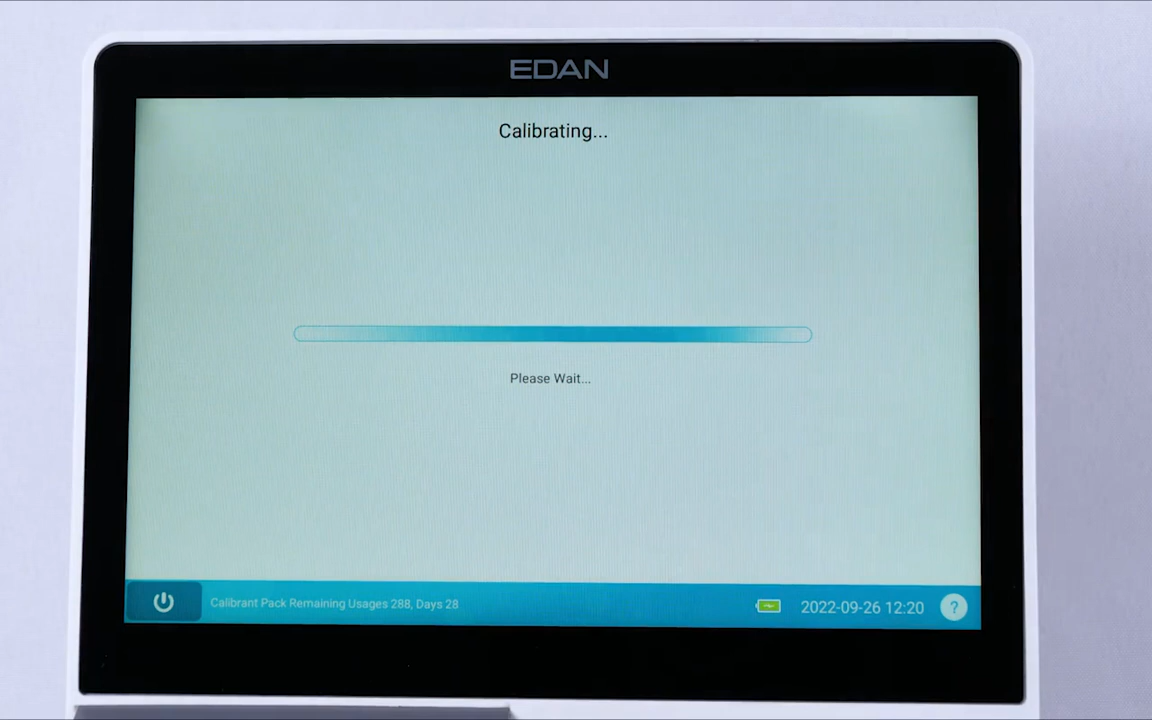 EDAN
Calibrating...
Please Wait...
Calibrant Pack Remaining Usages 288, Days 28
2022-09-26 12:20
?